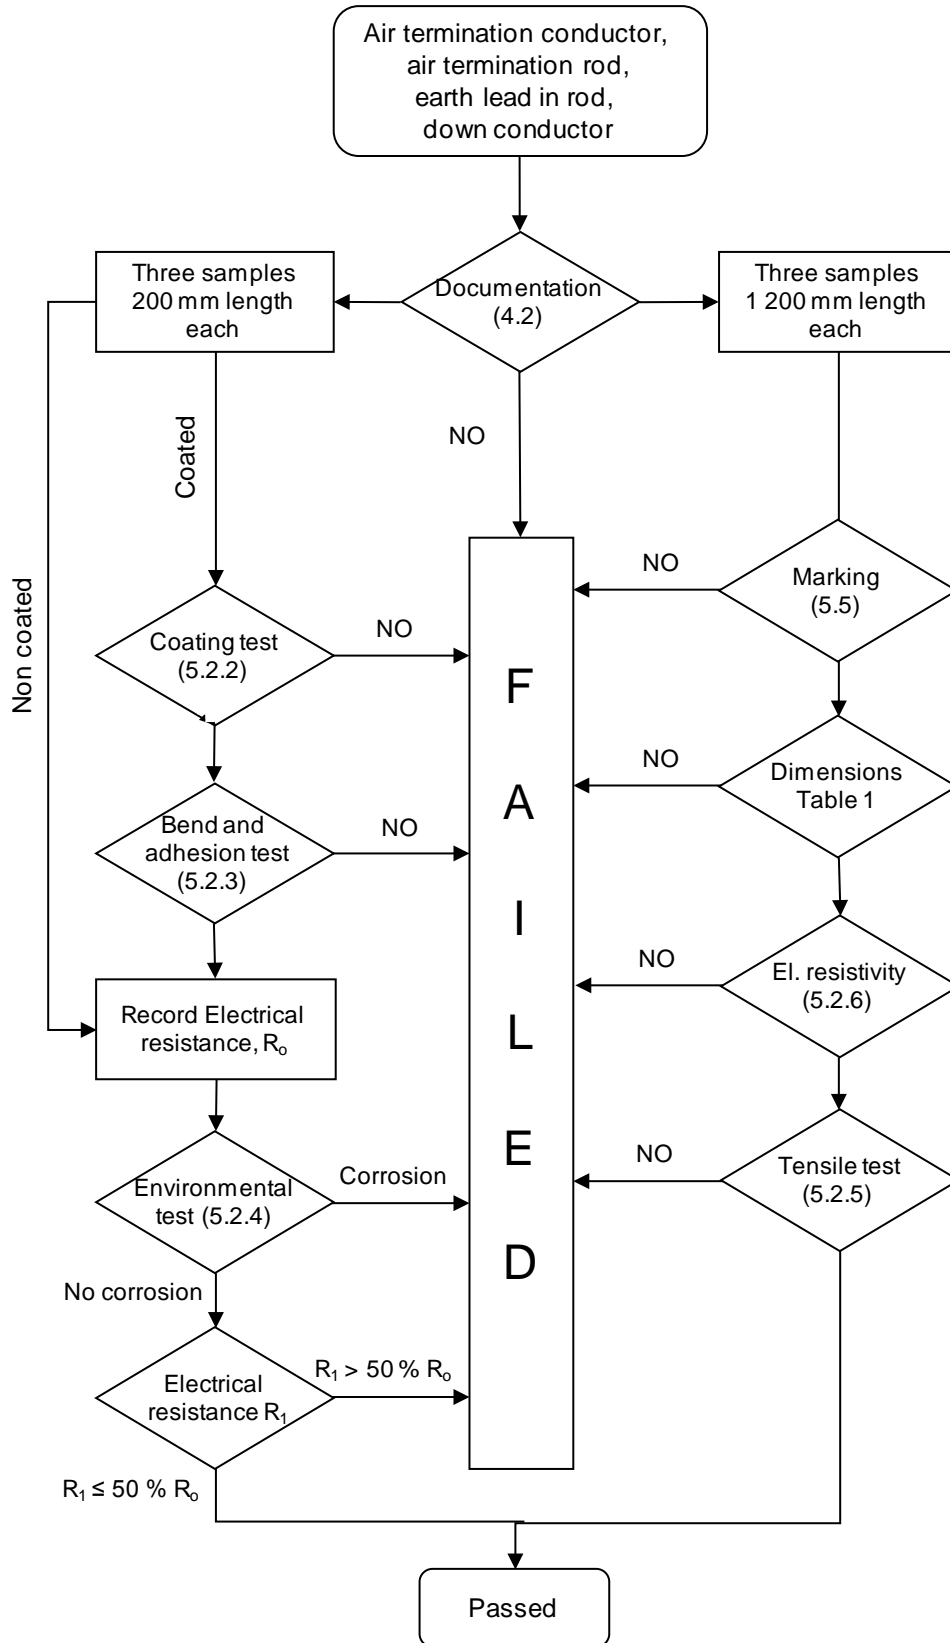 Air termination conductor,
air termination rod,
earth lead in rod,
down conductor
Three samples
200 mm length
each
Documentation
(4.2)
Three samples
1 200 mm length
each
Coated
NO
Non coated
NO
Marking
(5.5)
Coating test
(5.2.2)
NO
F
A
I
L
E
D
NO
Dimensions
Table 1
Bend and
adhesion test
(5.2.3)
NO
NO
El. resistivity
(5.2.6)
Record Electrical
resistance, Ro
NO
Tensile test
(5.2.5)
Environmental
test (5.2.4)
Corrosion
No corrosion
Electrical
resistance R1
R1 > 50 % Ro
R1 ≤ 50 % Ro
Passed